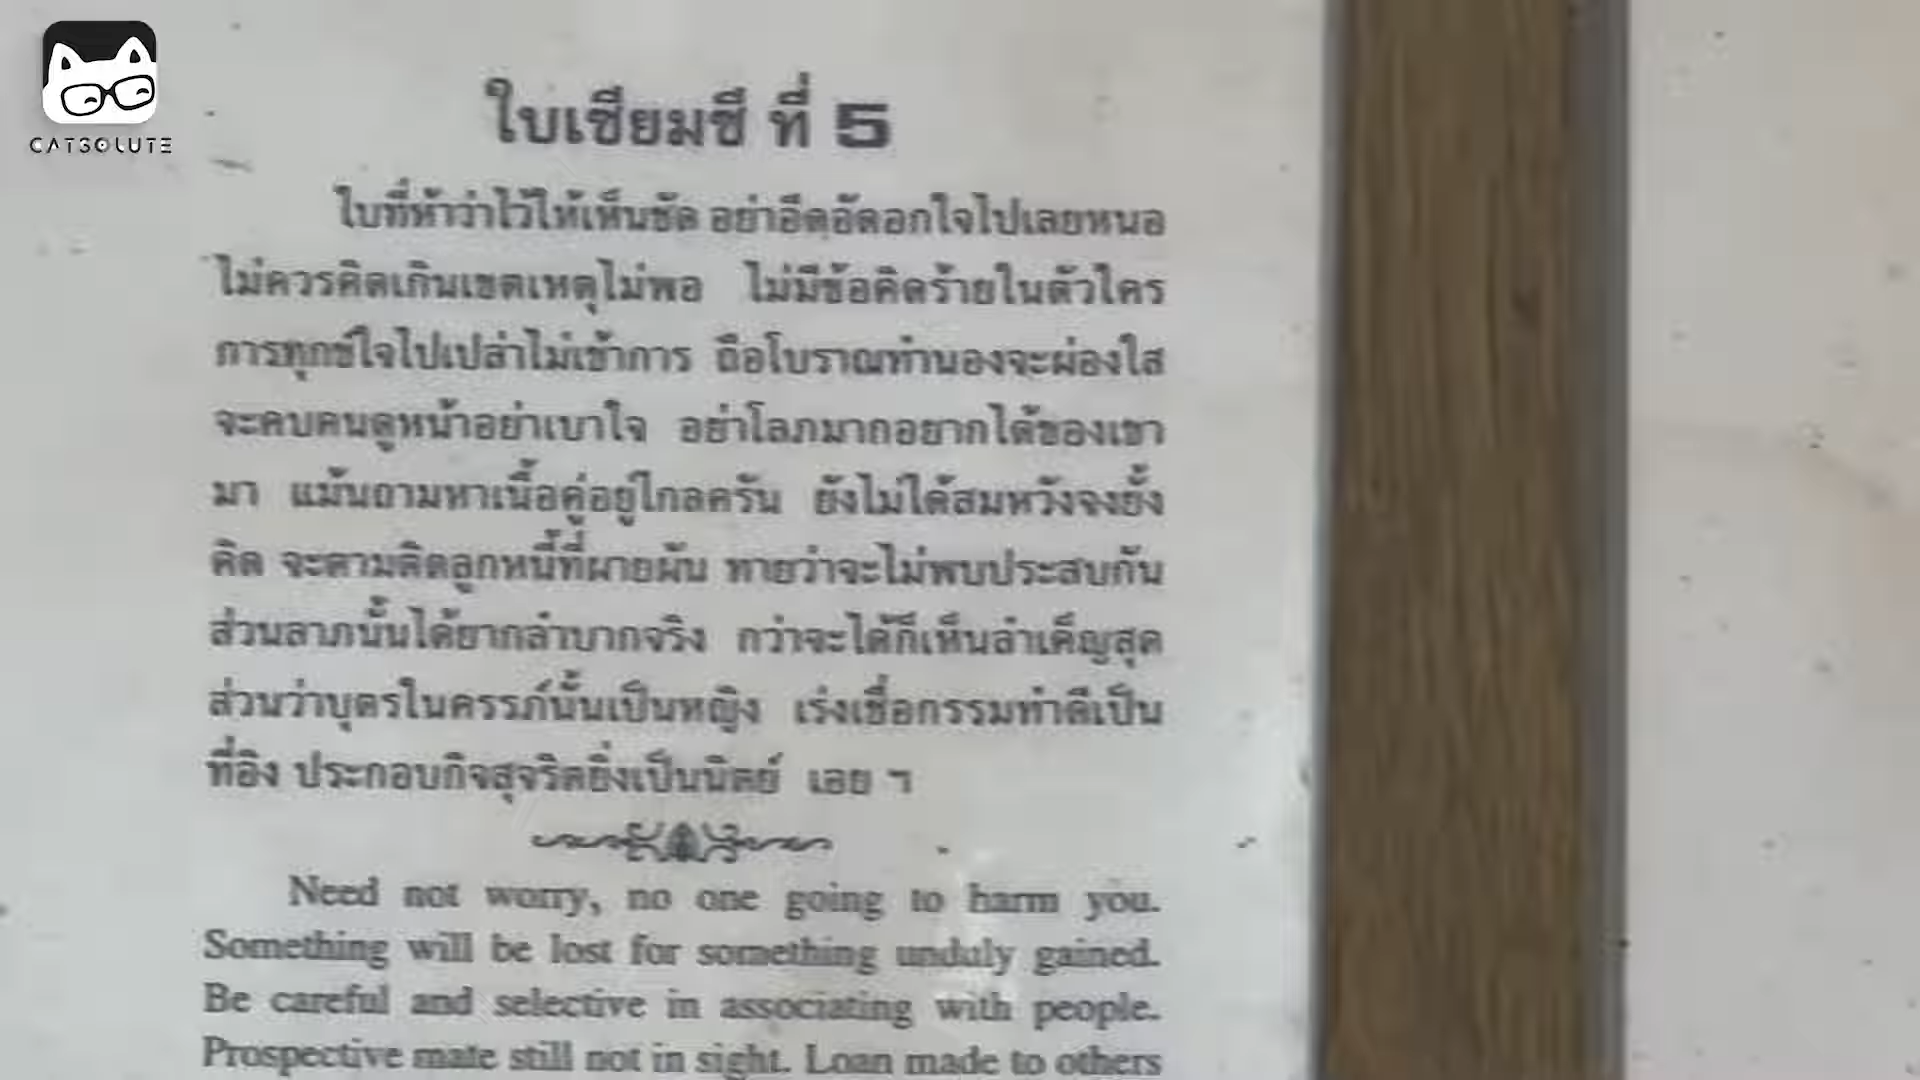 CATSOLUTE
ใบเซียมซี ที่ 5
ใบที่ห้าว่าไว้ให้เห็นชัด อย่าอึดอัดอกใจไปเลยหนอ
ไม่ควรคิดเกินเขตเหตุไม่พอ ไม่มีข้อคิดร้ายในตัวใคร
การทุกข์ใจไปเปล่าไม่เข้าการ ถือโบราณทำนองจะผ่องใส
จะคบคนดูหน้าอย่าเบาใจ อย่าโลภมากอยากได้ของเขา
มา แม้นถามหาเนื้อคู่อยู่ไกลครัน ยังไม่ได้สมหวังจงยั้ง
คิด จะตามติดลูกหนี้ที่ผายผัน ทายว่าจะไม่พบประสบกัน
ส่วนลาภนั้นได้ยากลำบากจริง กว่าจะได้ก็เห็นลำเค็ญสุด
ส่วนว่าบุตรในครรภ์นั้นเป็นหญิง เร่งเชื่อกรรมทำดีเป็น
ที่อิง ประกอบกิจสุจริตยิ่งเป็นนิตย์ เอย ฯ
Need not worry, no one going to harm you.
Something will be lost for something unduly gained.
Be careful and selective in associating with people.
Prospective mate still not in sight. Loan made to others